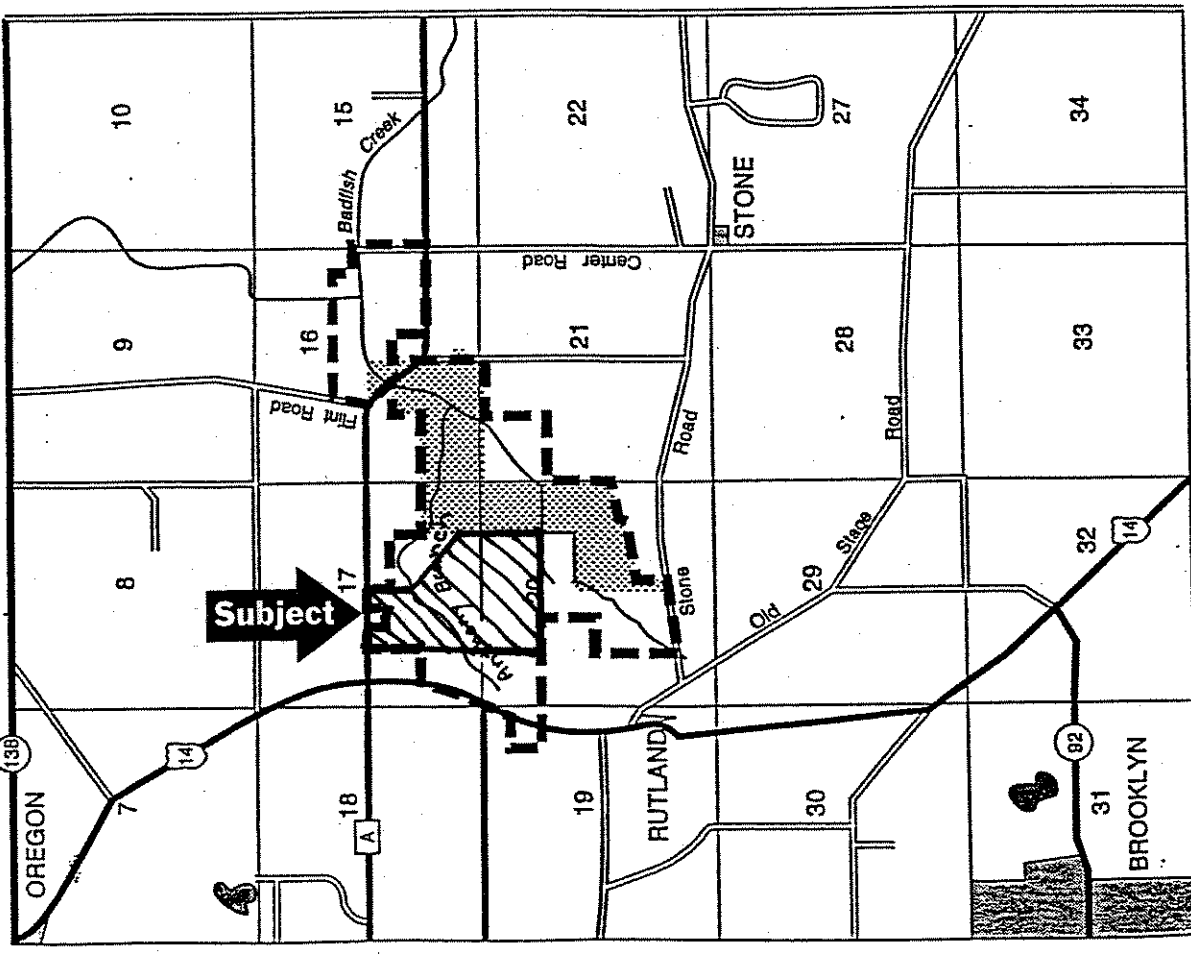 10
15
22
27
34
Badfish Creek
STONE
Center Road
9
16
21
28
33
Flint Road
Road
Road
8
17
20
29
32
14
Subject
Anthony Branch
Stone
Old Stage
138
OREGON
7
14
18
A
19
RUTLAND
30
92
31
BROOKLYN